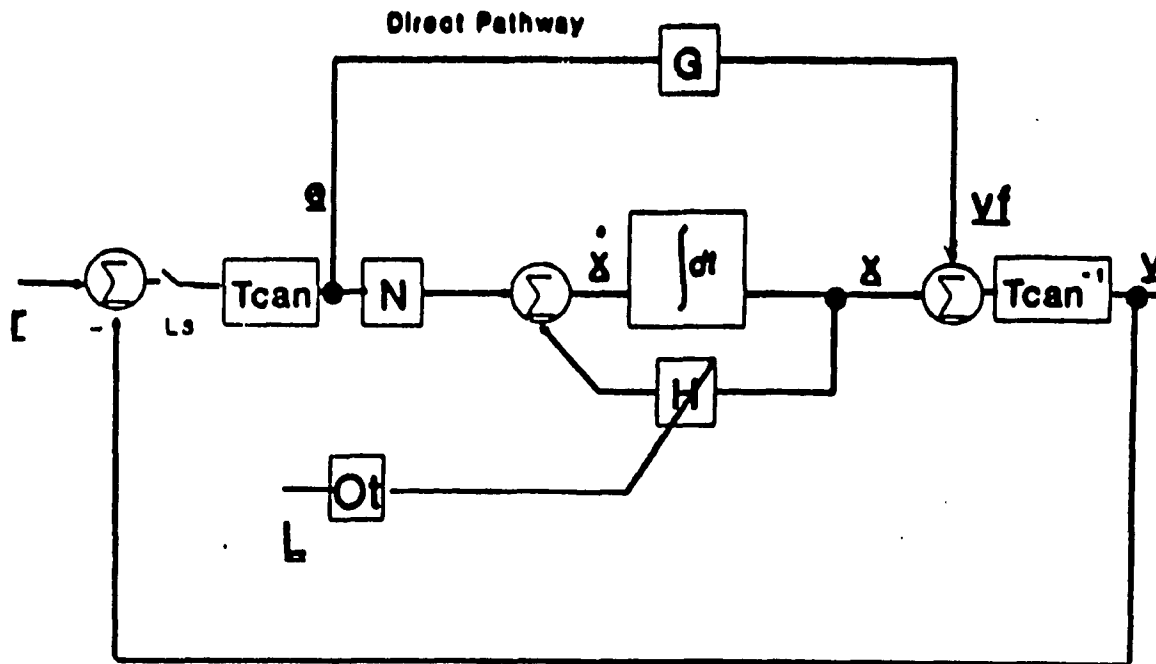 Direct Pathway
G
e
Vf
Σ
Ls
Tcan
N
Σ
ẋ
∫dt
x
Σ
Tcan⁻¹
-
H
Ot
L